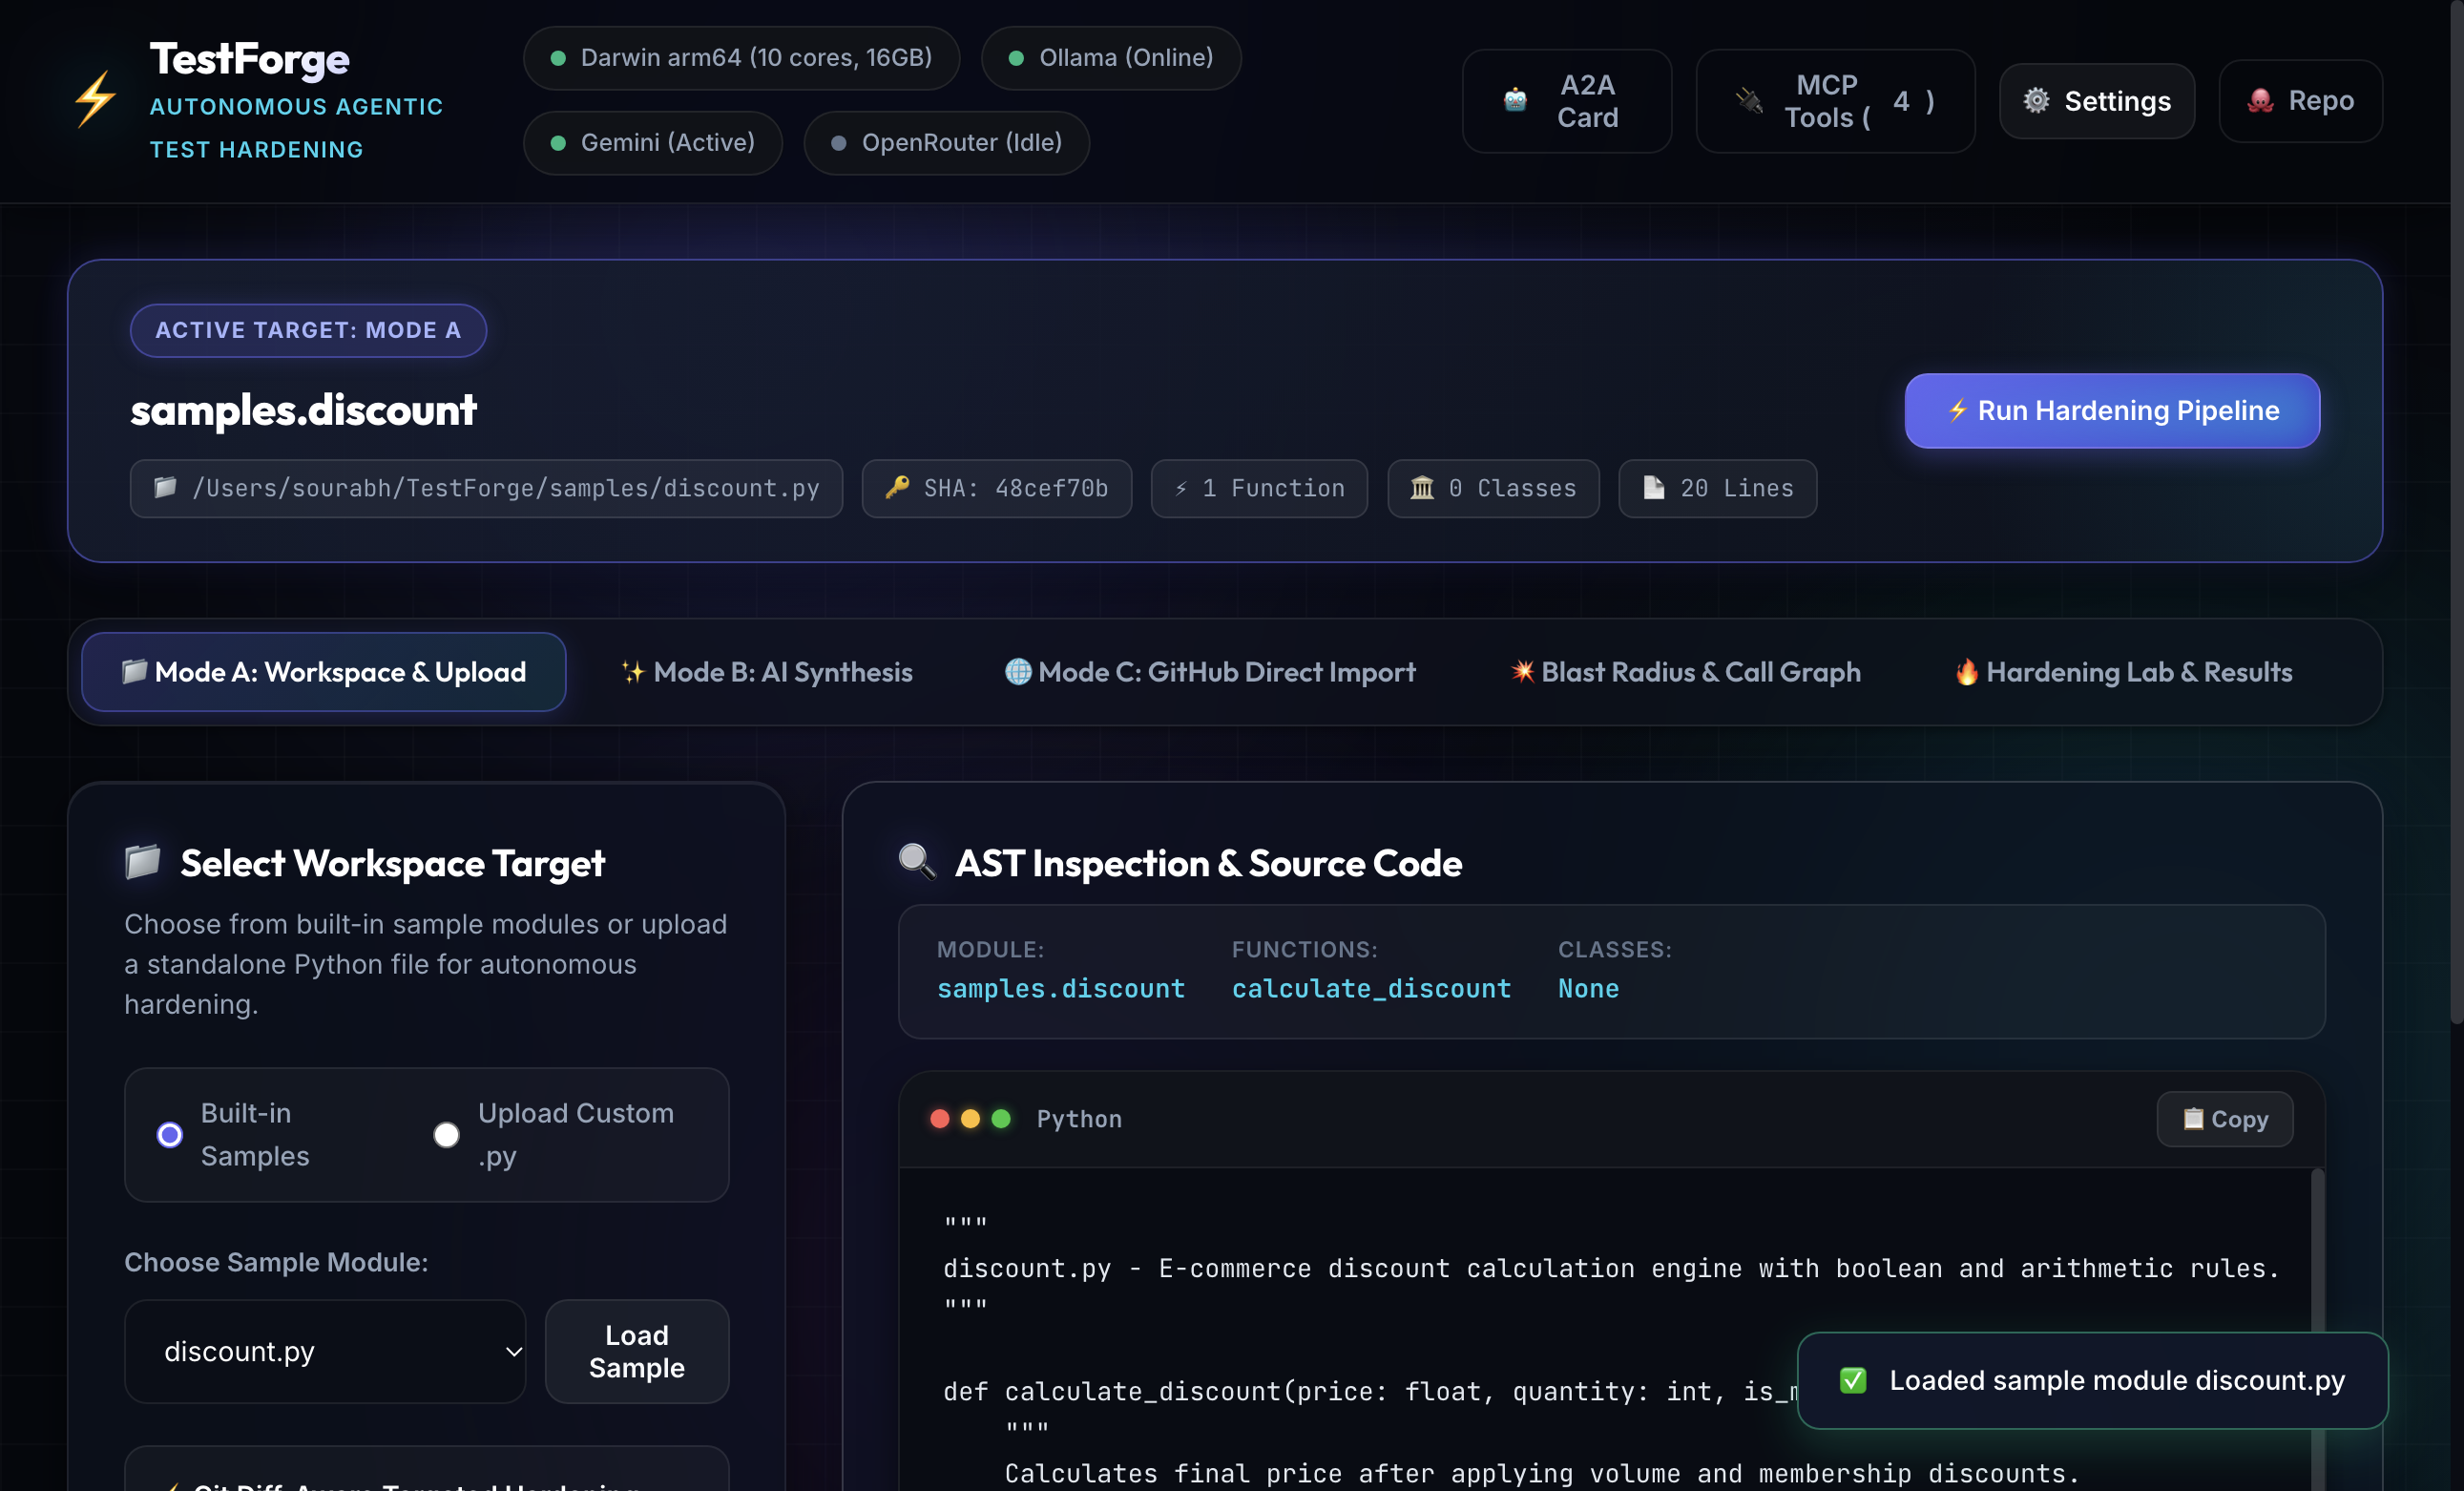 TestForge
AUTONOMOUS AGENTIC
TEST HARDENING
Darwin arm64 (10 cores, 16GB)
Ollama (Online)
Gemini (Active)
OpenRouter (Idle)
A2A
Card
MCP
Tools ( 4 )
Settings
Repo
ACTIVE TARGET: MODE A
samples.discount
/Users/sourabh/TestForge/samples/discount.py
SHA: 48cef70b
1 Function
0 Classes
20 Lines
Run Hardening Pipeline
Mode A: Workspace & Upload
Mode B: AI Synthesis
Mode C: GitHub Direct Import
Blast Radius & Call Graph
Hardening Lab & Results
Select Workspace Target
Choose from built-in sample modules or upload
a standalone Python file for autonomous
hardening.
Built-in
Samples
Upload Custom
.py
Choose Sample Module:
discount.py
Load
Sample
Git Diff-Aware Targeted Hardening
AST Inspection & Source Code
MODULE:
samples.discount
FUNCTIONS:
calculate_discount
CLASSES:
None
Python
Copy
"""
discount.py - E-commerce discount calculation engine with boolean and arithmetic rules.
"""
def calculate_discount(price: float, quantity: int, is_m
"""
Calculates final price after applying volume and membership discounts.
Loaded sample module discount.py